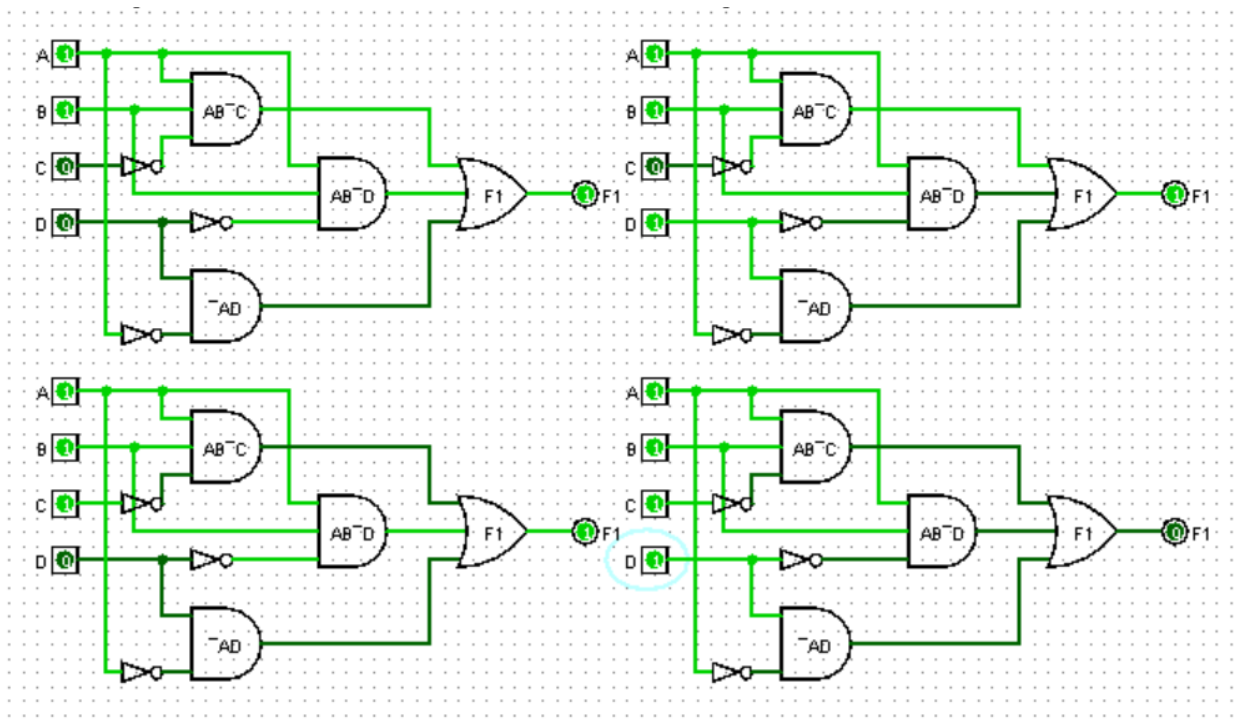 A 1 A 1
AB‾C AB‾C
B 1 B 1
C 0 C 0
AB‾D F1 1 F1 AB‾D F1 1 F1
D 0 D 1
‾AD ‾AD
A 1 A 1
AB‾C AB‾C
B 1 B 1
C 1 C 1
AB‾D F1 1 F1 AB‾D F1 0 F1
D 0 D 1
‾AD ‾AD